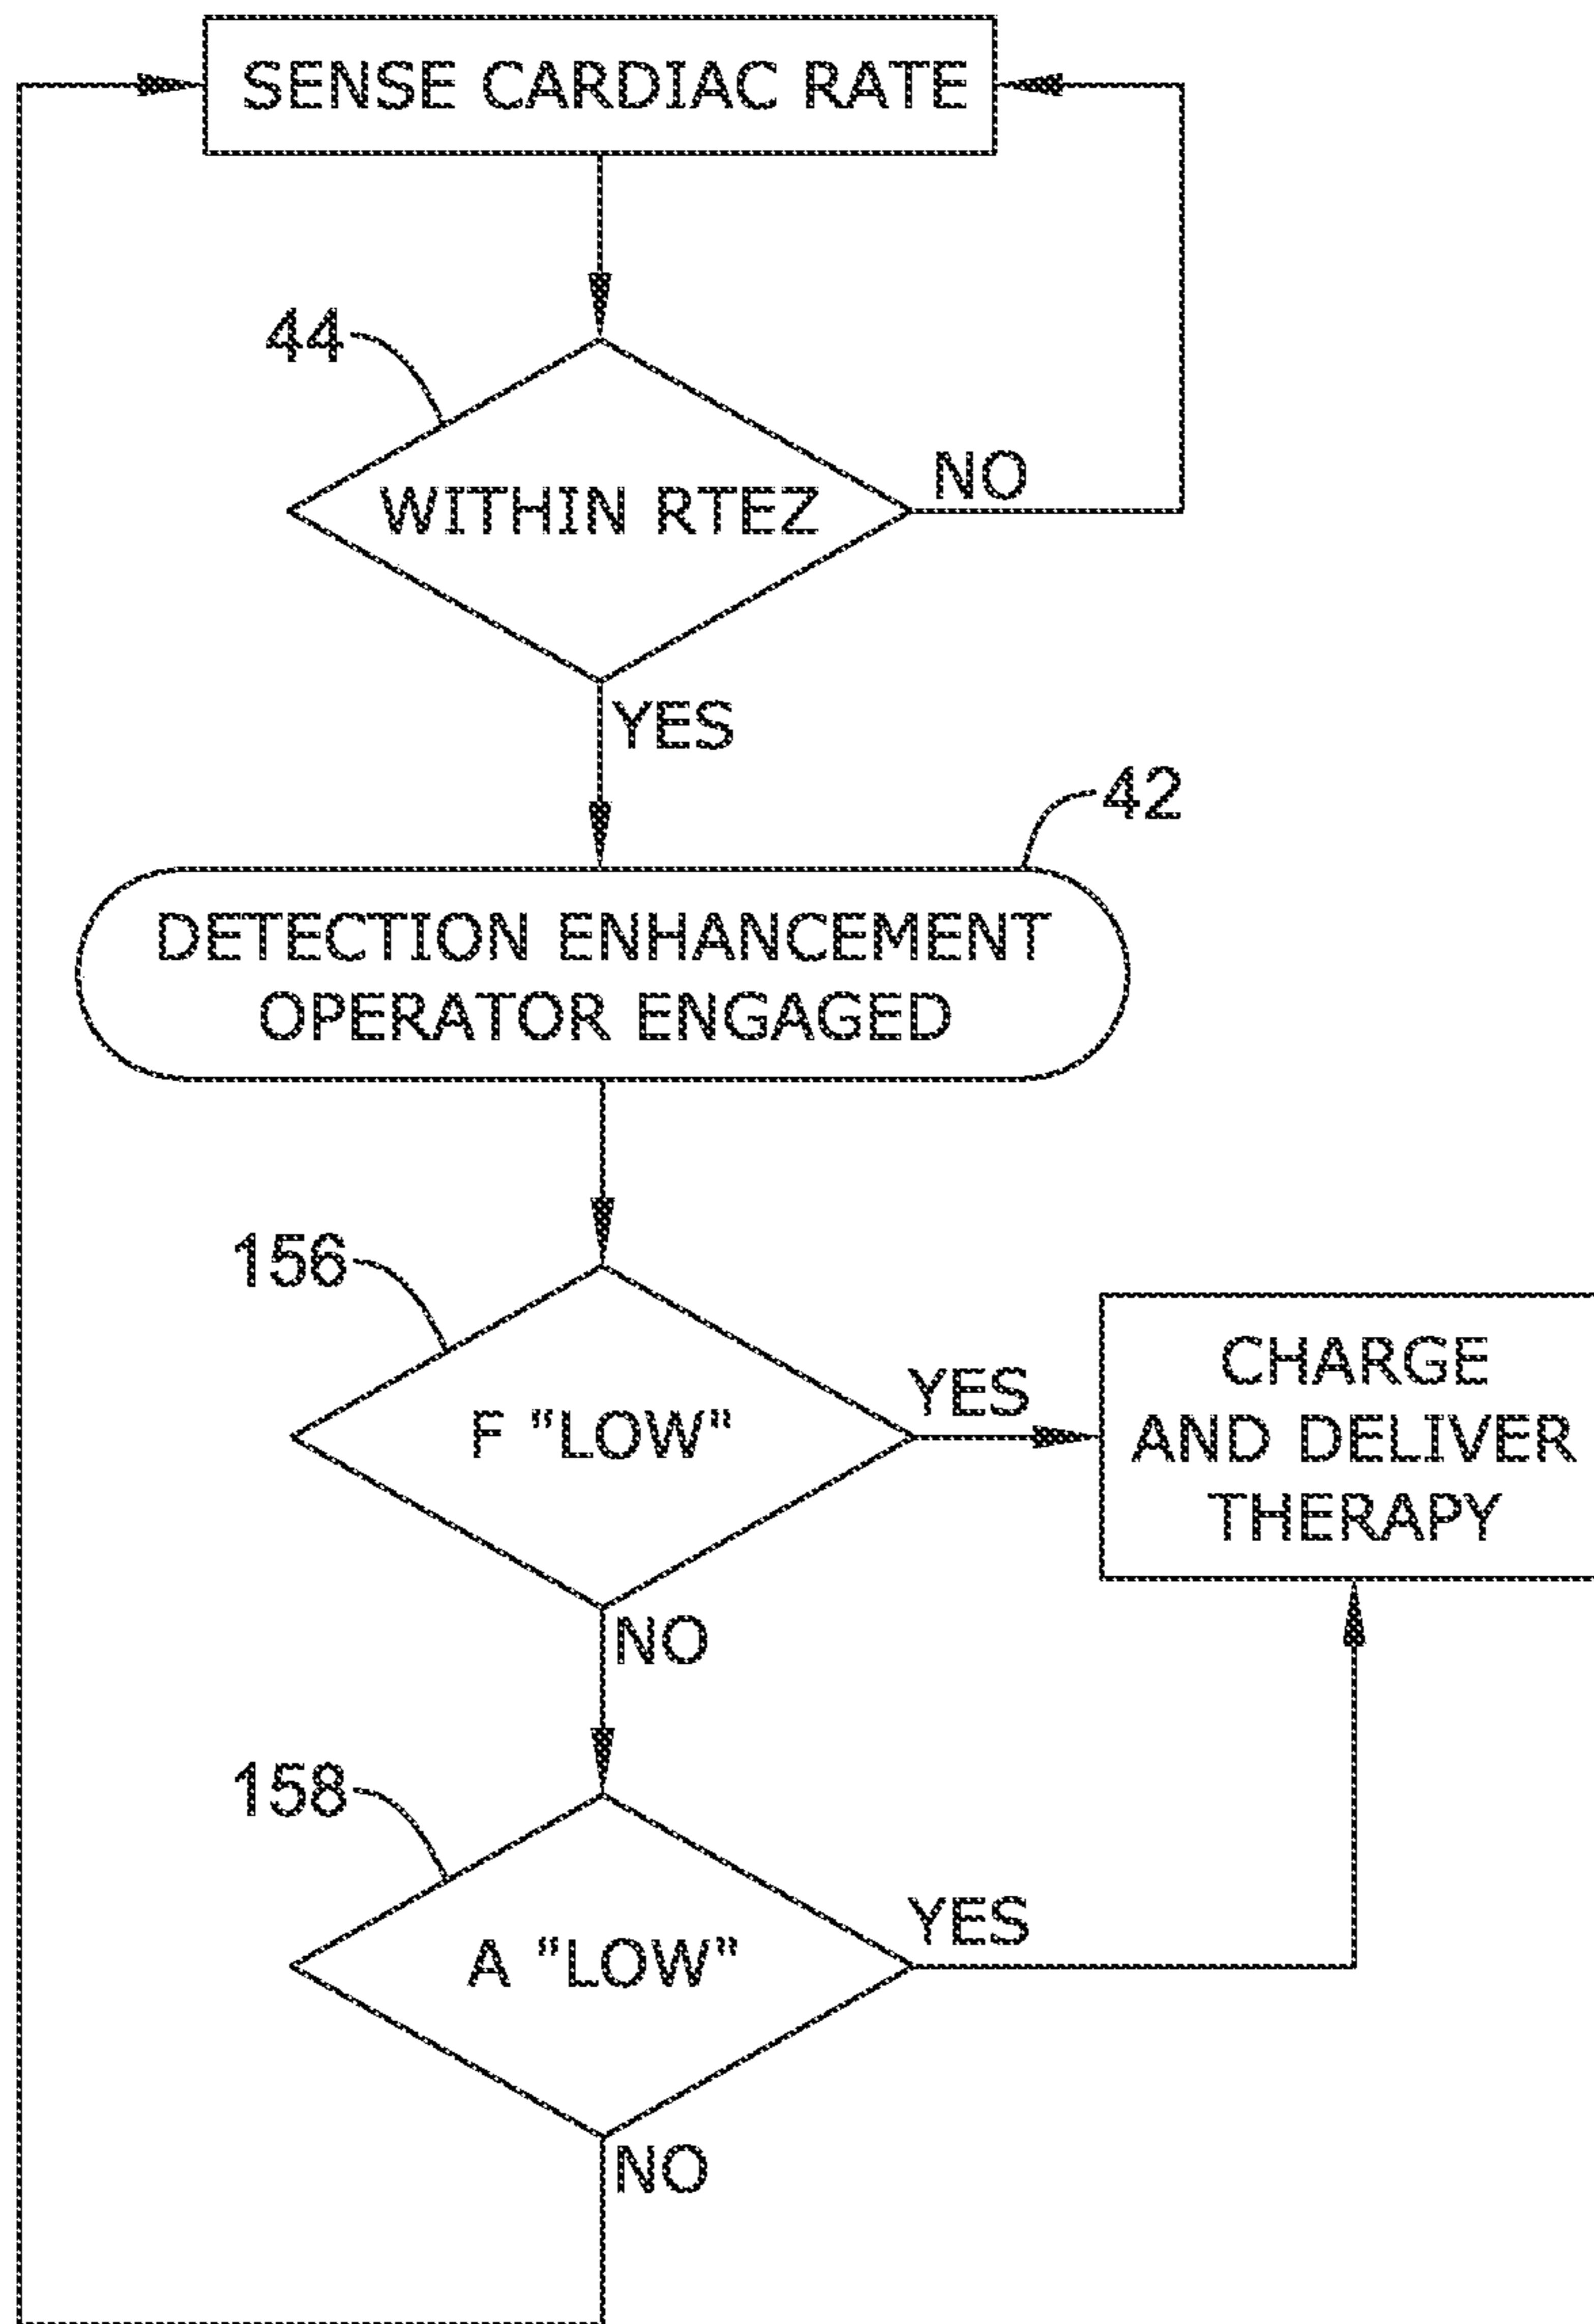 SENSE CARDIAC RATE
44
WITHIN RTEZ
NO
YES
42
DETECTION ENHANCEMENT
OPERATOR ENGAGED
156
F "LOW"
YES
CHARGE
AND DELIVER
THERAPY
NO
158
A "LOW"
YES
NO